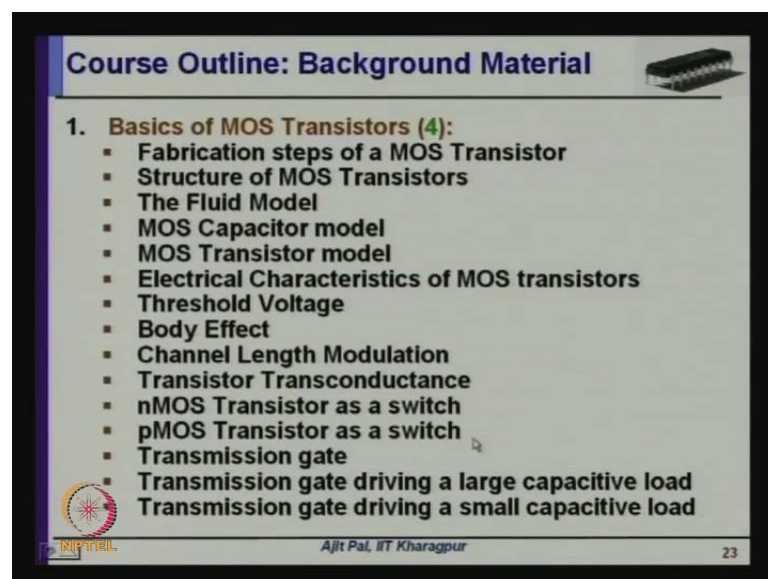 Course Outline: Background Material
1. Basics of MOS Transistors (4):
▪ Fabrication steps of a MOS Transistor
▪ Structure of MOS Transistors
▪ The Fluid Model
▪ MOS Capacitor model
▪ MOS Transistor model
▪ Electrical Characteristics of MOS transistors
▪ Threshold Voltage
▪ Body Effect
▪ Channel Length Modulation
▪ Transistor Transconductance
▪ nMOS Transistor as a switch
▪ pMOS Transistor as a switch
▪ Transmission gate
▪ Transmission gate driving a large capacitive load
▪ Transmission gate driving a small capacitive load
NPTEL
Ajit Pal, IIT Kharagpur
23